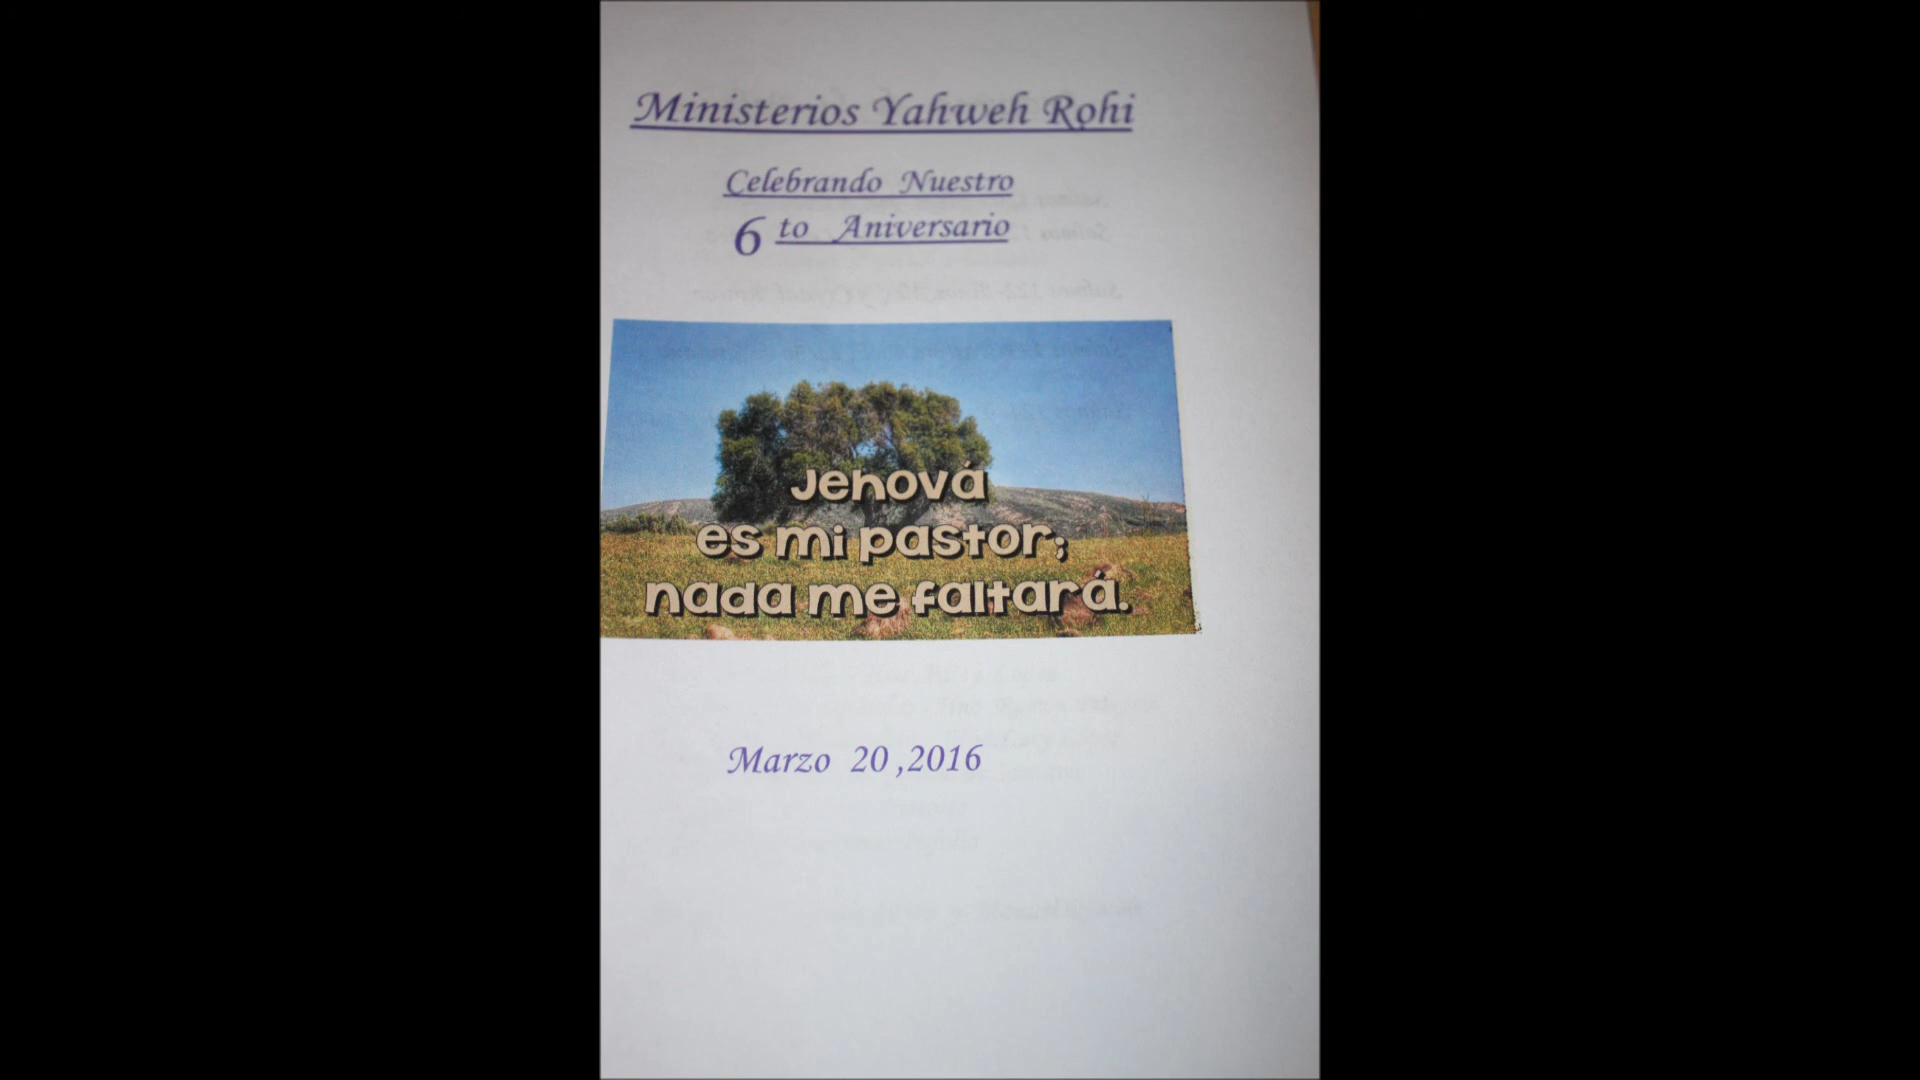 Ministerios Yahweh Rohi
Celebrando Nuestro
6 to Aniversario
Jehová
es mi pastor;
nada me faltará.
Marzo 20 ,2016